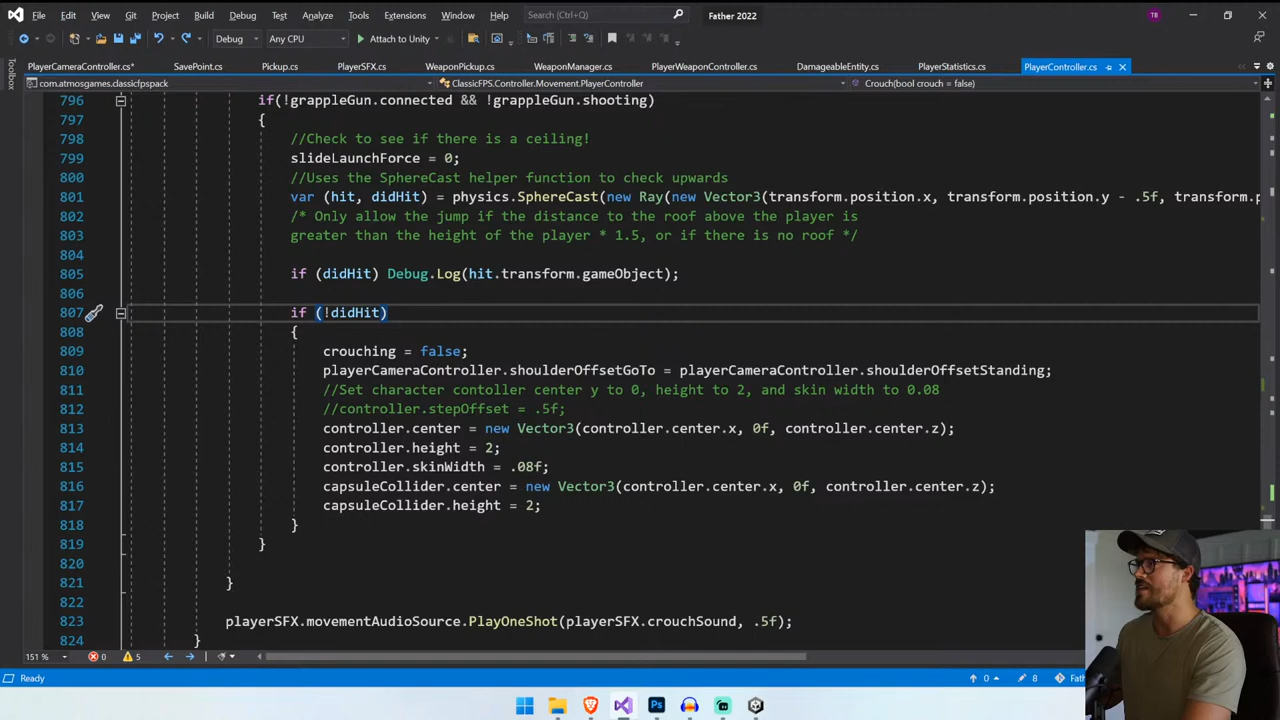 File Edit View Git Project Build Debug Test Analyze Tools Extensions Window Help Search (Ctrl+Q) Father 2022 TB
Debug Any CPU Attach to Unity
PlayerCameraController.cs* SavePoint.cs Pickup.cs PlayerSFX.cs WeaponPickup.cs WeaponManager.cs PlayerWeaponController.cs DamageableEntity.cs PlayerStatistics.cs PlayerController.cs
Toolbox
com.atmosgames.classicfpspack ClassicFPS.Controller.Movement.PlayerController Crouch(bool crouch = false)
796 if(!grappleGun.connected && !grappleGun.shooting)
797 {
798 //Check to see if there is a ceiling!
799 slideLaunchForce = 0;
800 //Uses the SphereCast helper function to check upwards
801 var (hit, didHit) = physics.SphereCast(new Ray(new Vector3(transform.position.x, transform.position.y - .5f, transform.p
802 /* Only allow the jump if the distance to the roof above the player is
803 greater than the height of the player * 1.5, or if there is no roof */
804
805 if (didHit) Debug.Log(hit.transform.gameObject);
806
807 if (!didHit)
808 {
809 crouching = false;
810 playerCameraController.shoulderOffsetGoTo = playerCameraController.shoulderOffsetStanding;
811 //Set character contoller center y to 0, height to 2, and skin width to 0.08
812 //controller.stepOffset = .5f;
813 controller.center = new Vector3(controller.center.x, 0f, controller.center.z);
814 controller.height = 2;
815 controller.skinWidth = .08f;
816 capsuleCollider.center = new Vector3(controller.center.x, 0f, controller.center.z);
817 capsuleCollider.height = 2;
818 }
819 }
820
821 }
822
823 playerSFX.movementAudioSource.PlayOneShot(playerSFX.crouchSound, .5f);
824 }
151 % 0 5
Ready 0 8 Fath